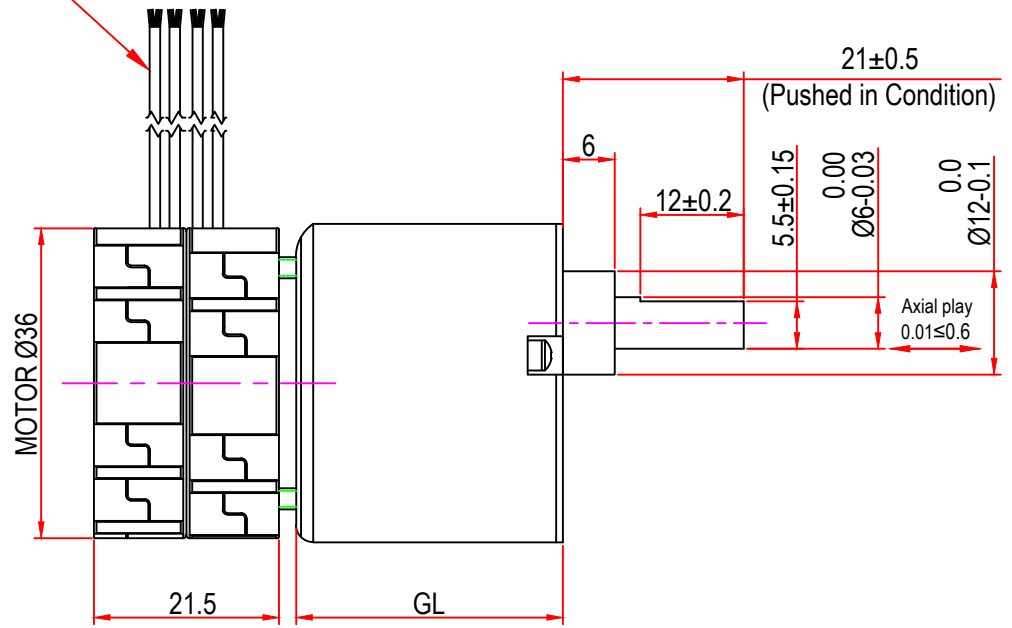 21±0.5
(Pushed in Condition)
6
12±0.2
5.5±0.15
0.00
Ø6-0.03
0.0
Ø12-0.1
Axial play
0.01≤0.6
MOTOR Ø36
21.5
GL